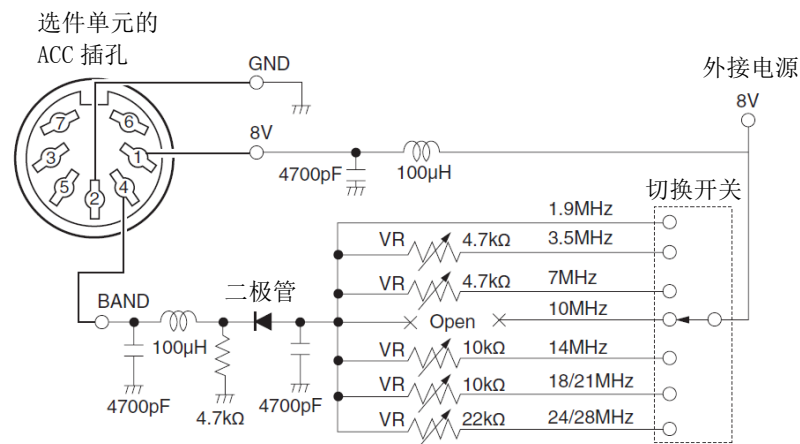 选件单元的
ACC 插孔
GND
外接电源
8V
8V
7
6
3
1
5
2
4
4700pF
100μH
切换开关
1.9MHz
VR
4.7kΩ
3.5MHz
VR
4.7kΩ
7MHz
BAND
二极管
10MHz
Open
100μH
VR
10kΩ
14MHz
VR
10kΩ
18/21MHz
4700pF
4.7kΩ
4700pF
VR
22kΩ
24/28MHz